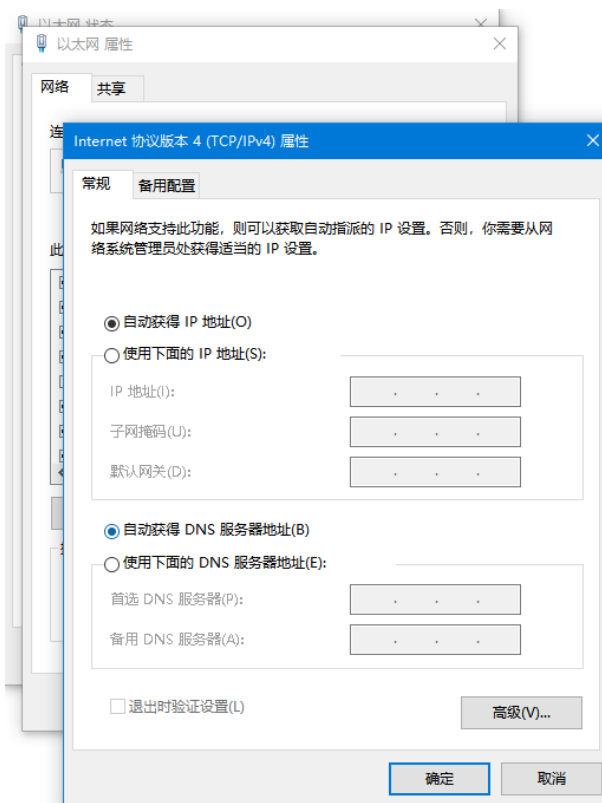 以太网 状态
以太网 属性
网络
共享
连
Internet 协议版本 4 (TCP/IPv4) 属性
常规
备用配置
如果网络支持此功能，则可以获取自动指派的 IP 设置。否则，你需要从网
络系统管理员处获得适当的 IP 设置。
此
自动获得 IP 地址(O)
使用下面的 IP 地址(S):
IP 地址(I):
子网掩码(U):
默认网关(D):
自动获得 DNS 服务器地址(B)
使用下面的 DNS 服务器地址(E):
首选 DNS 服务器(P):
备用 DNS 服务器(A):
退出时验证设置(L)
高级(V)...
确定
取消